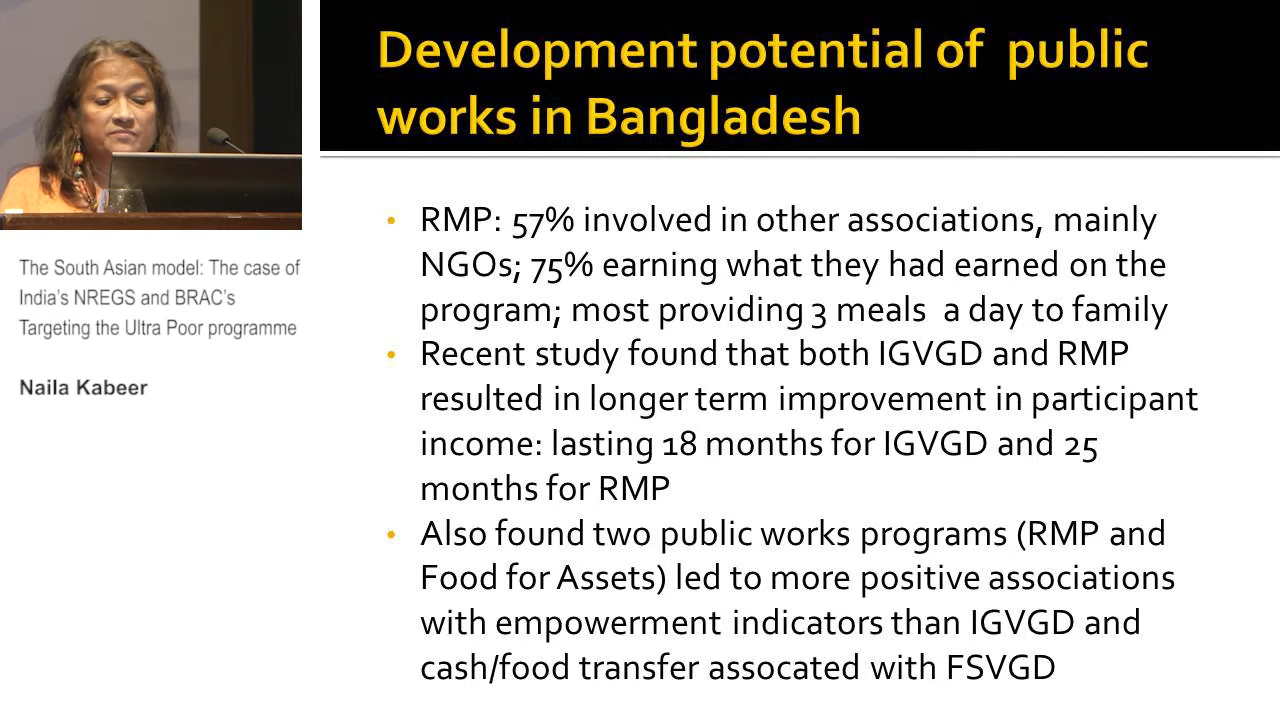 Development potential of public
works in Bangladesh
The South Asian model: The case of
India's NREGS and BRAC's
Targeting the Ultra Poor programme
Naila Kabeer
• RMP: 57% involved in other associations, mainly
NGOs; 75% earning what they had earned on the
program; most providing 3 meals a day to family
• Recent study found that both IGVGD and RMP
resulted in longer term improvement in participant
income: lasting 18 months for IGVGD and 25
months for RMP
• Also found two public works programs (RMP and
Food for Assets) led to more positive associations
with empowerment indicators than IGVGD and
cash/food transfer assocated with FSVGD